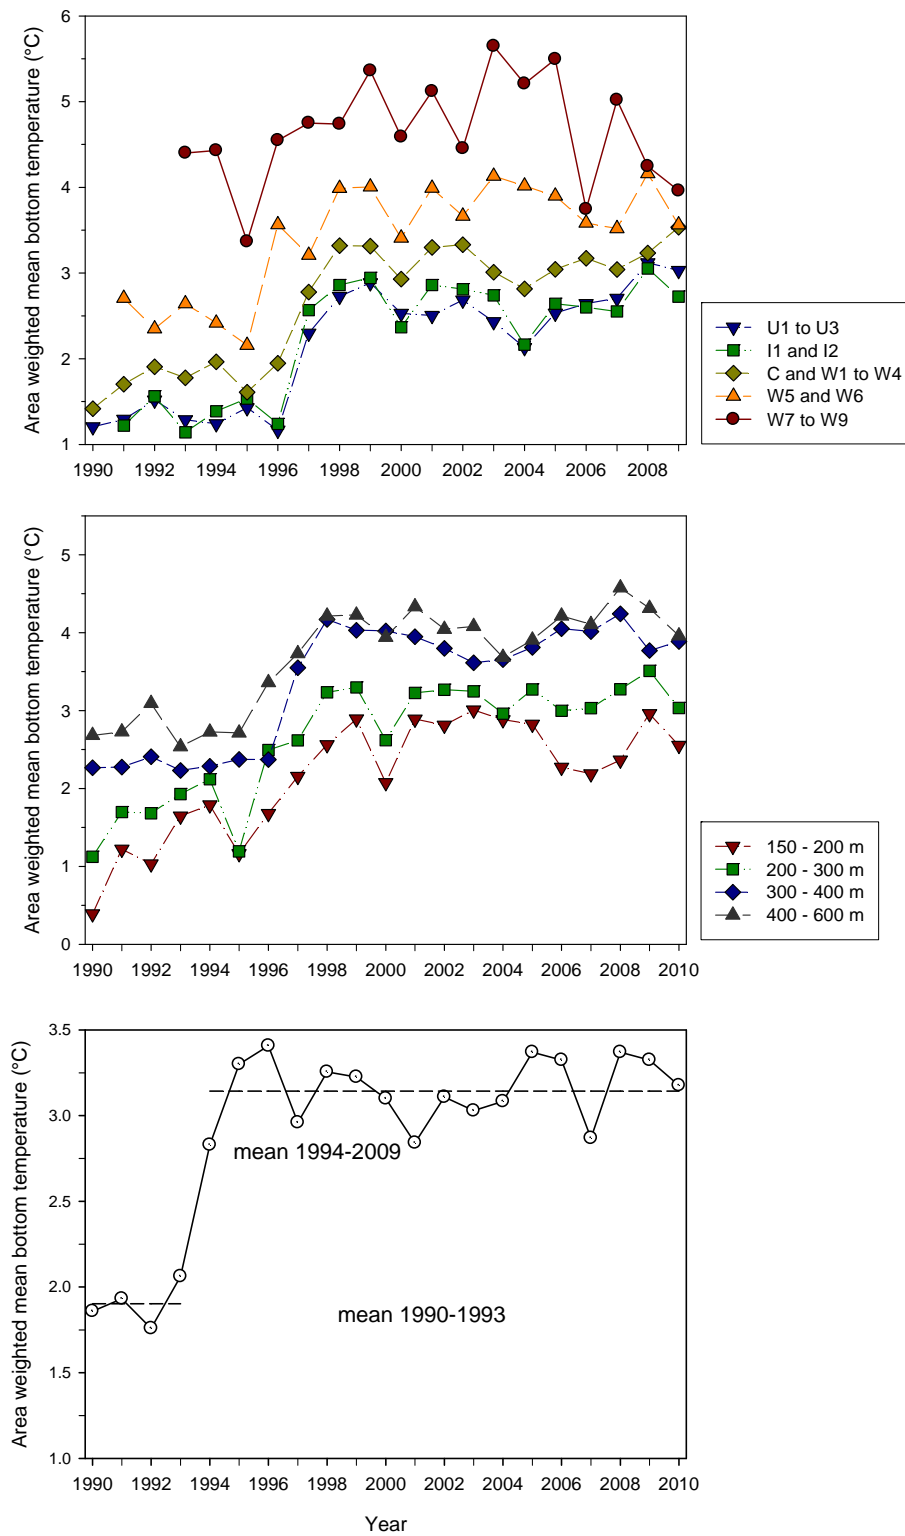 Area weighted mean bottom temperature (°C)
6
5
4
3
2
1
1990 1992 1994 1996 1998 2000 2002 2004 2006 2008
U1 to U3
I1 and I2
C and W1 to W4
W5 and W6
W7 to W9
Area weighted mean bottom temperature (°C)
5
4
3
2
1
0
1990 1992 1994 1996 1998 2000 2002 2004 2006 2008 2010
150 - 200 m
200 - 300 m
300 - 400 m
400 - 600 m
Area weighted mean bottom temperature (°C)
3.5
3.0
2.5
2.0
1.5
1.0
mean 1994-2009
mean 1990-1993
1990 1992 1994 1996 1998 2000 2002 2004 2006 2008 2010
Year